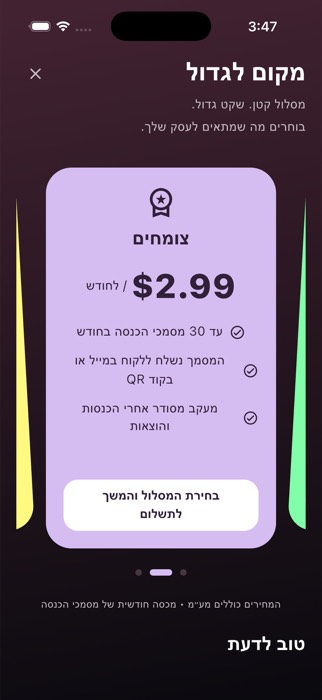 3:47
מקום לגדול
מסלול קטן. שקט גדול.
בוחרים מה שמתאים לעסק שלך.
צומחים
$2.99 / לחודש
עד 30 מסמכי הכנסה בחודש
המסמך נשלח ללקוח במייל או
בקוד QR
מעקב מסודר אחרי הכנסות
והוצאות
בחירת המסלול והמשך
לתשלום
המחירים כוללים מע״מ • מכסה חודשית של מסמכי הכנסה
טוב לדעת